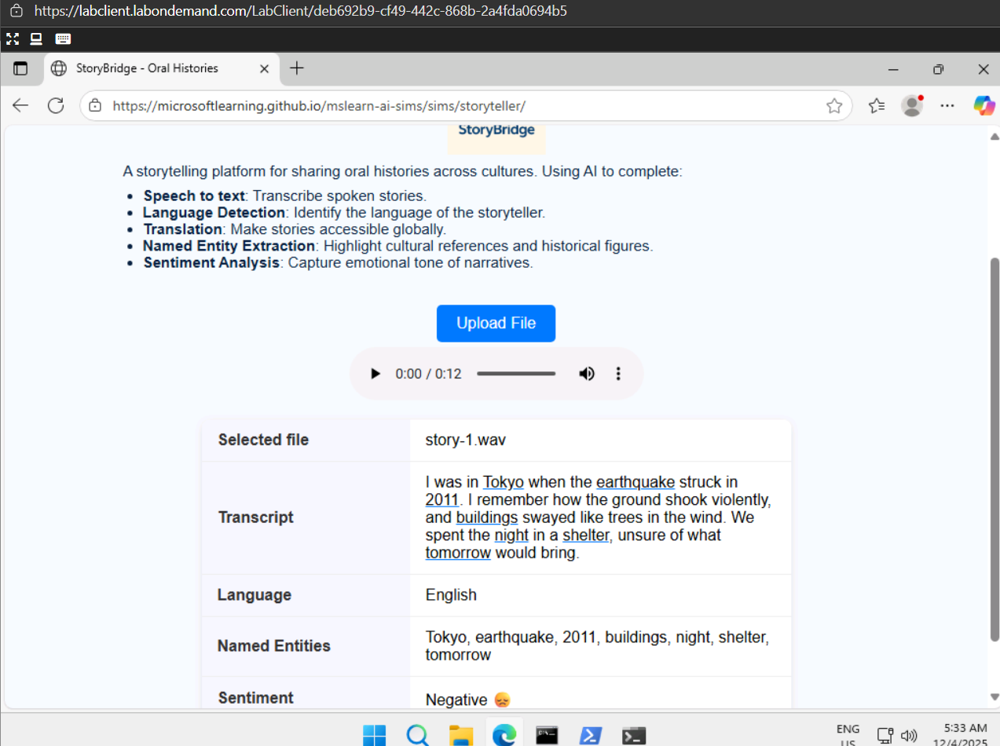 https://labclient.labondemand.com/LabClient/deb692b9-cf49-442c-868b-2a4fda0694b5
StoryBridge - Oral Histories
https://microsoftlearning.github.io/mslearn-ai-sims/sims/storyteller/
StoryBridge
A storytelling platform for sharing oral histories across cultures. Using AI to complete:
• Speech to text: Transcribe spoken stories.
• Language Detection: Identify the language of the storyteller.
• Translation: Make stories accessible globally.
• Named Entity Extraction: Highlight cultural references and historical figures.
• Sentiment Analysis: Capture emotional tone of narratives.
Upload File
0:00 / 0:12
Selected file
story-1.wav
Transcript
I was in Tokyo when the earthquake struck in
2011. I remember how the ground shook violently,
and buildings swayed like trees in the wind. We
spent the night in a shelter, unsure of what
tomorrow would bring.
Language
English
Named Entities
Tokyo, earthquake, 2011, buildings, night, shelter,
tomorrow
Sentiment
Negative 😞
ENG
US
5:33 AM
12/4/2025